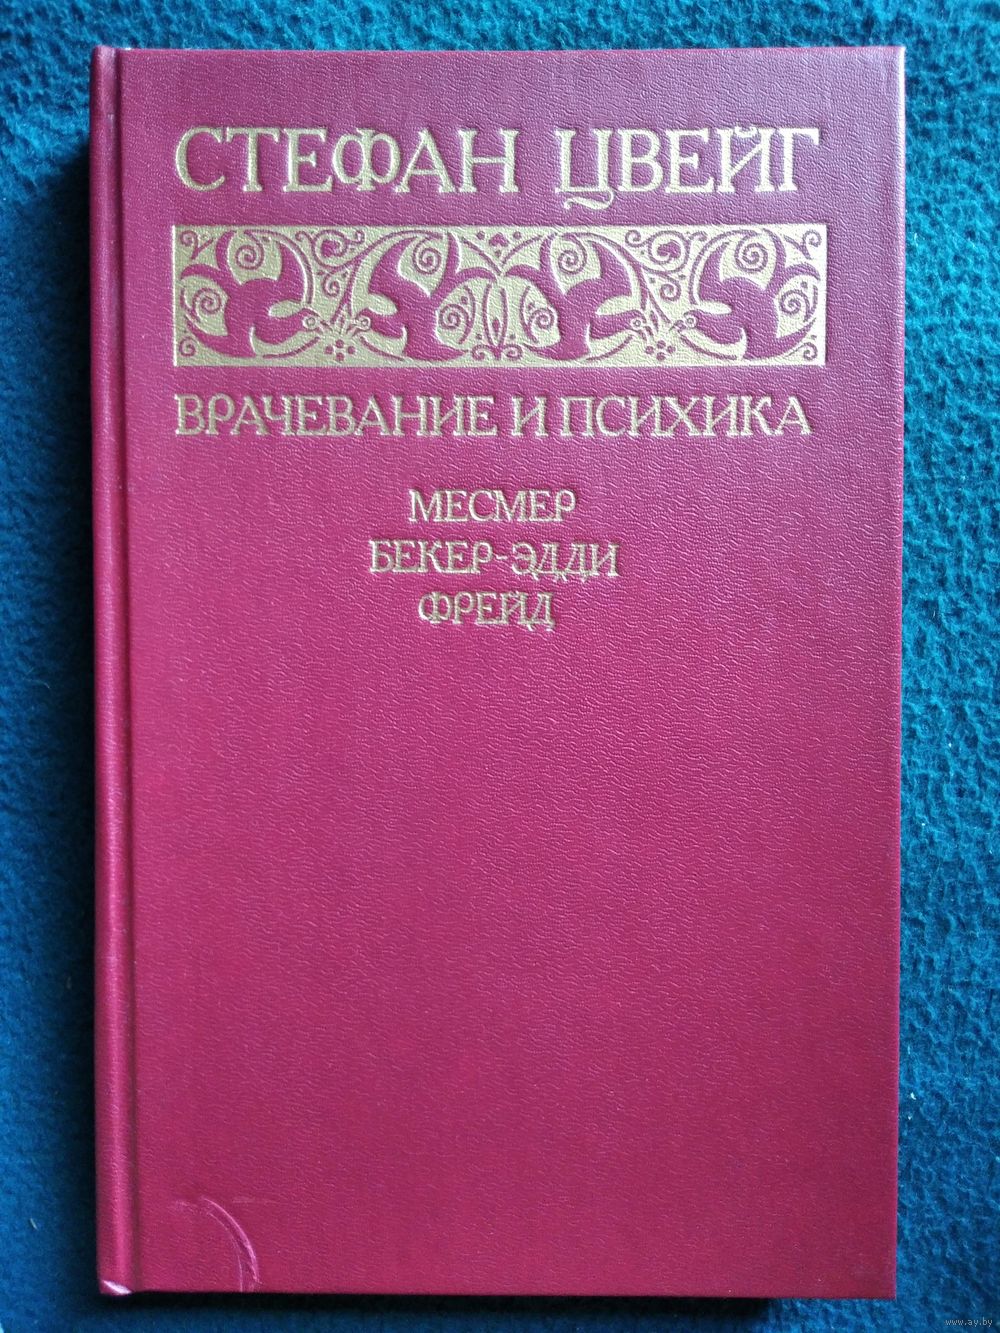 СТЕФАН ЦВЕЙГ
ВРАЧЕВАНИЕ И ПСИХИКА
МЕСМЕР
БЕКЕР-ЭДДИ
ФРЕЙД
www.ay.by